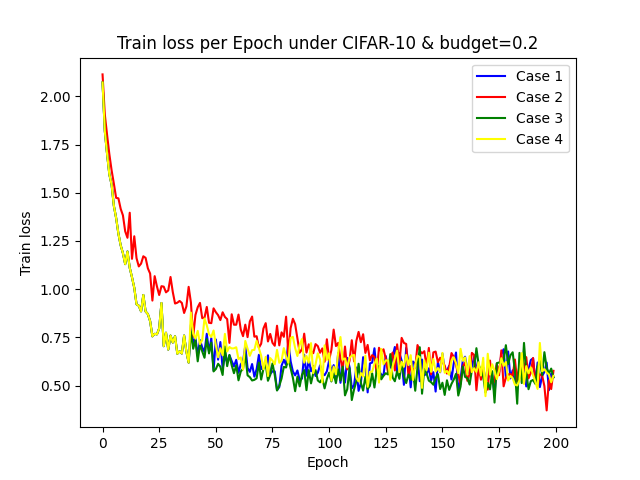 Train loss per Epoch under CIFAR-10 & budget=0.2
Case 1
Case 2
Case 3
Case 4
Train loss
2.00
1.75
1.50
1.25
1.00
0.75
0.50
0 25 50 75 100 125 150 175 200
Epoch